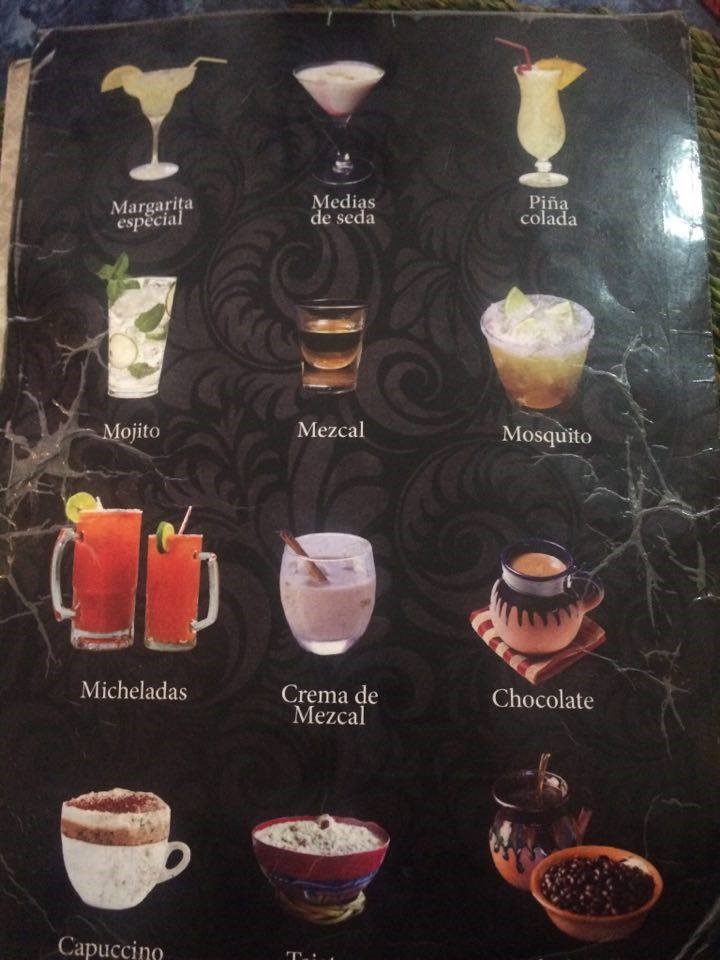 Margarita
especial
Medias
de seda
Piña
colada
Mojito
Mezcal
Mosquito
Micheladas
Crema de
Mezcal
Chocolate
Capuccino